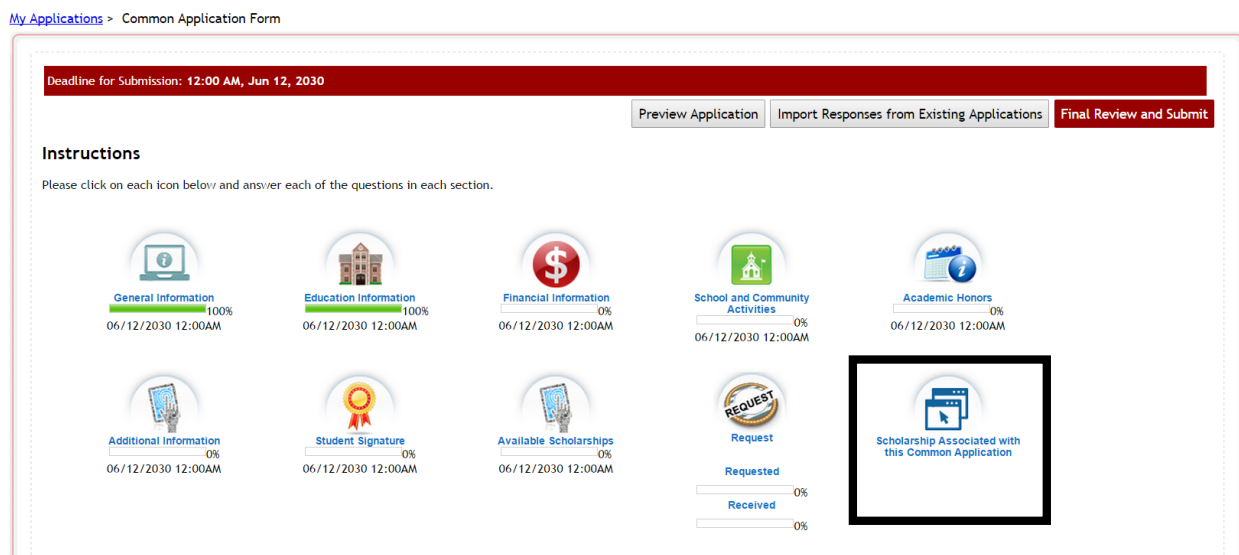 My Applications > Common Application Form
Deadline for Submission: 12:00 AM, Jun 12, 2030
Preview Application Import Responses from Existing Applications Final Review and Submit
Instructions
Please click on each icon below and answer each of the questions in each section.
General Information
100%
06/12/2030 12:00AM
Education Information
100%
06/12/2030 12:00AM
$
Financial Information
0%
06/12/2030 12:00AM
School and Community
Activities
0%
06/12/2030 12:00AM
Academic Honors
0%
06/12/2030 12:00AM
Additional Information
0%
06/12/2030 12:00AM
Student Signature
0%
06/12/2030 12:00AM
Available Scholarships
0%
06/12/2030 12:00AM
REQUEST
Request
Requested
0%
Received
0%
Scholarship Associated with
this Common Application